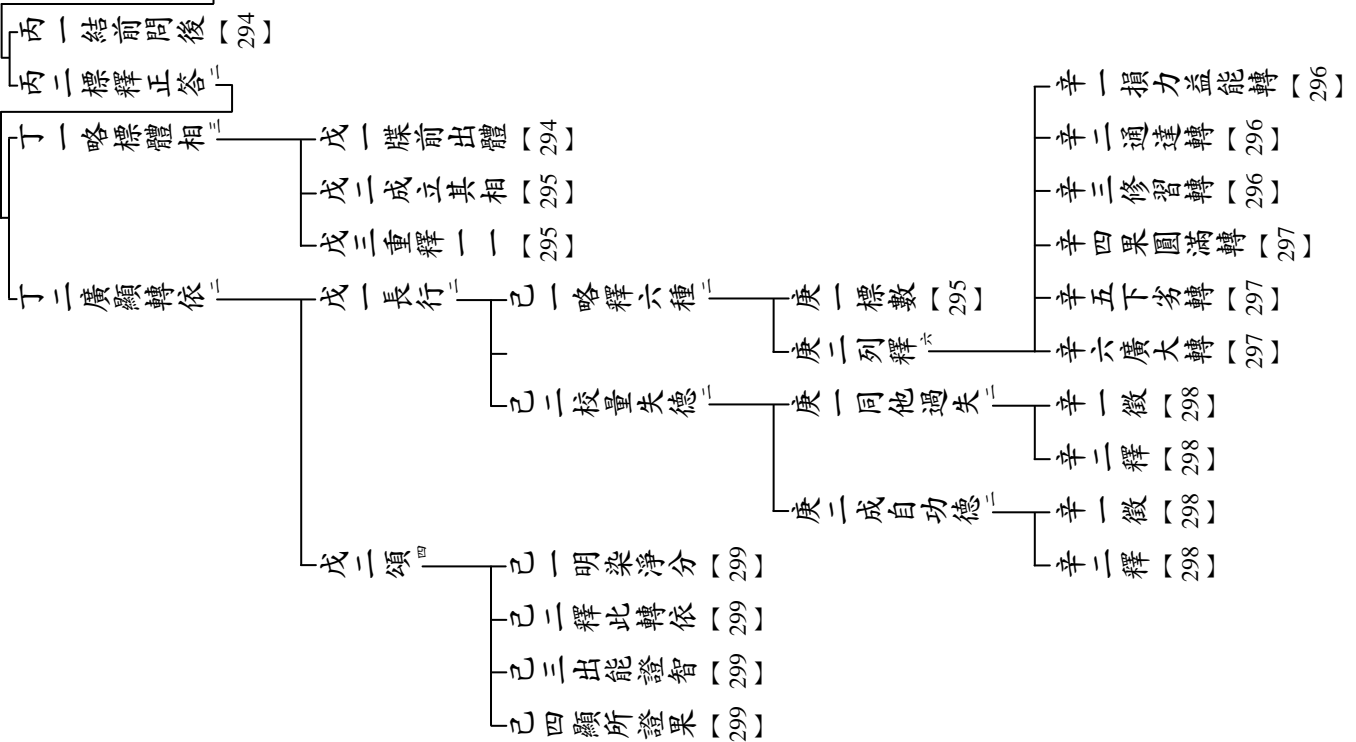 丙一結前問後【294】
丙二標釋正答二
丁一略標體相三
戊一牒前出體【294】
戊二成立其相【295】
戊三重釋一一【295】
丁二廣顯轉依二
戊一長行二
己一略釋六種二
庚一標數【295】
庚二列釋六
辛一損力益能轉【296】
辛二通達轉【296】
辛三修習轉【296】
辛四果圓滿轉【297】
辛五下劣轉【297】
辛六廣大轉【297】
己二校量失德二
庚一同他過失二
辛一徵【298】
辛二釋【298】
庚二成自功德二
辛一徵【298】
辛二釋【298】
戊二頌四
己一明染淨分【299】
己二釋此轉依【299】
己三出能證智【299】
己四顯所證果【299】